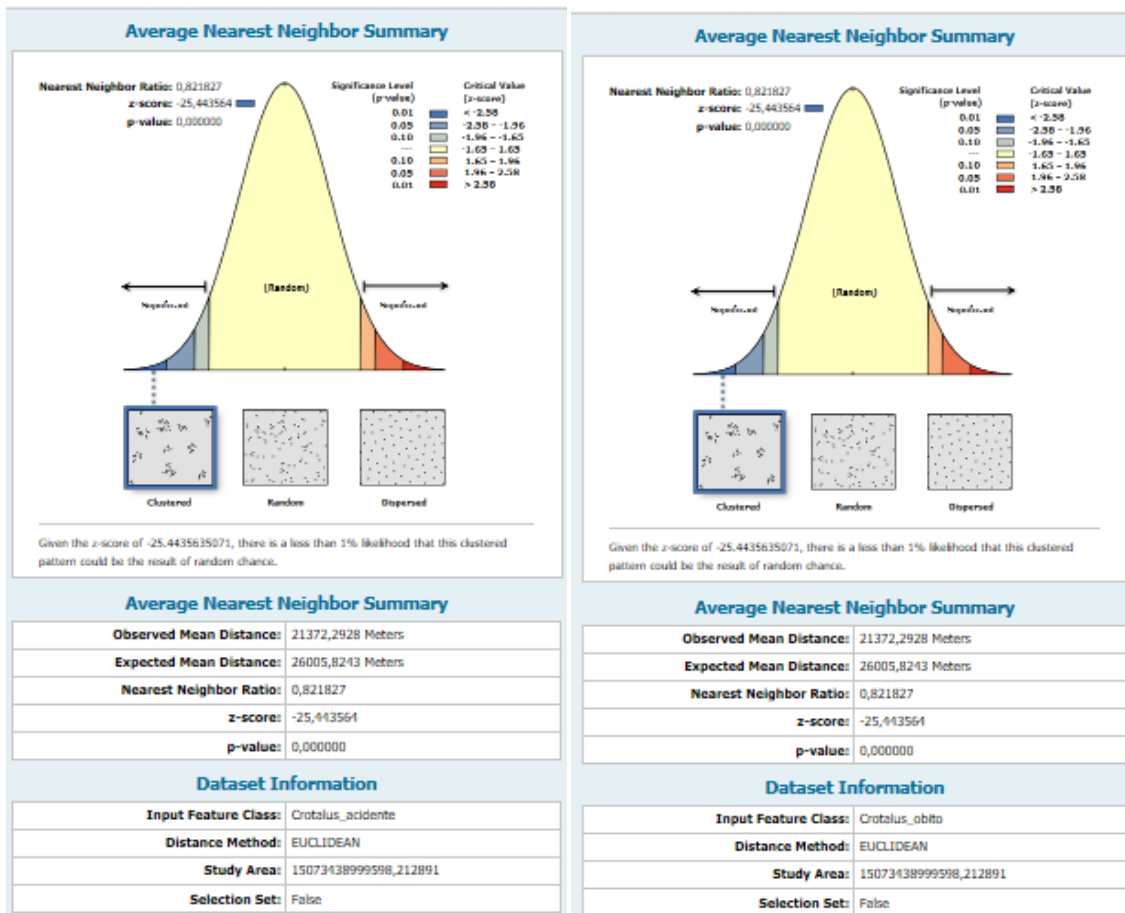 Average Nearest Neighbor Summary
Nearest Neighbor Ratio: 0,821827
z-score: -25,443564
p-value: 0,000000
Significance Level
(p-value)
Critical Value
(z-score)
0.01 < -2.58
0.05 -2.58 - -1.96
0.10 -1.96 - -1.65
... -1.65 - 1.65
0.10 1.65 - 1.96
0.05 1.96 - 2.58
0.01 > 2.58
(Random)
Clustered
Random
Dispersed
Given the z-score of -25.4435635071, there is a less than 1% likelihood that this clustered
pattern could be the result of random chance.
Average Nearest Neighbor Summary
Observed Mean Distance: 21372,2928 Meters
Expected Mean Distance: 26005,8243 Meters
Nearest Neighbor Ratio: 0,821827
z-score: -25,443564
p-value: 0,000000
Dataset Information
Input Feature Class: Crotalus_acidente
Distance Method: EUCLIDEAN
Study Area: 15073438999598,212891
Selection Set: False
Average Nearest Neighbor Summary
Nearest Neighbor Ratio: 0,821827
z-score: -25,443564
p-value: 0,000000
Significance Level
(p-value)
Critical Value
(z-score)
0.01 < -2.58
0.05 -2.58 - -1.96
0.10 -1.96 - -1.65
... -1.65 - 1.65
0.10 1.65 - 1.96
0.05 1.96 - 2.58
0.01 > 2.58
(Random)
Clustered
Random
Dispersed
Given the z-score of -25.4435635071, there is a less than 1% likelihood that this clustered
pattern could be the result of random chance.
Average Nearest Neighbor Summary
Observed Mean Distance: 21372,2928 Meters
Expected Mean Distance: 26005,8243 Meters
Nearest Neighbor Ratio: 0,821827
z-score: -25,443564
p-value: 0,000000
Dataset Information
Input Feature Class: Crotalus_obito
Distance Method: EUCLIDEAN
Study Area: 15073438999598,212891
Selection Set: False